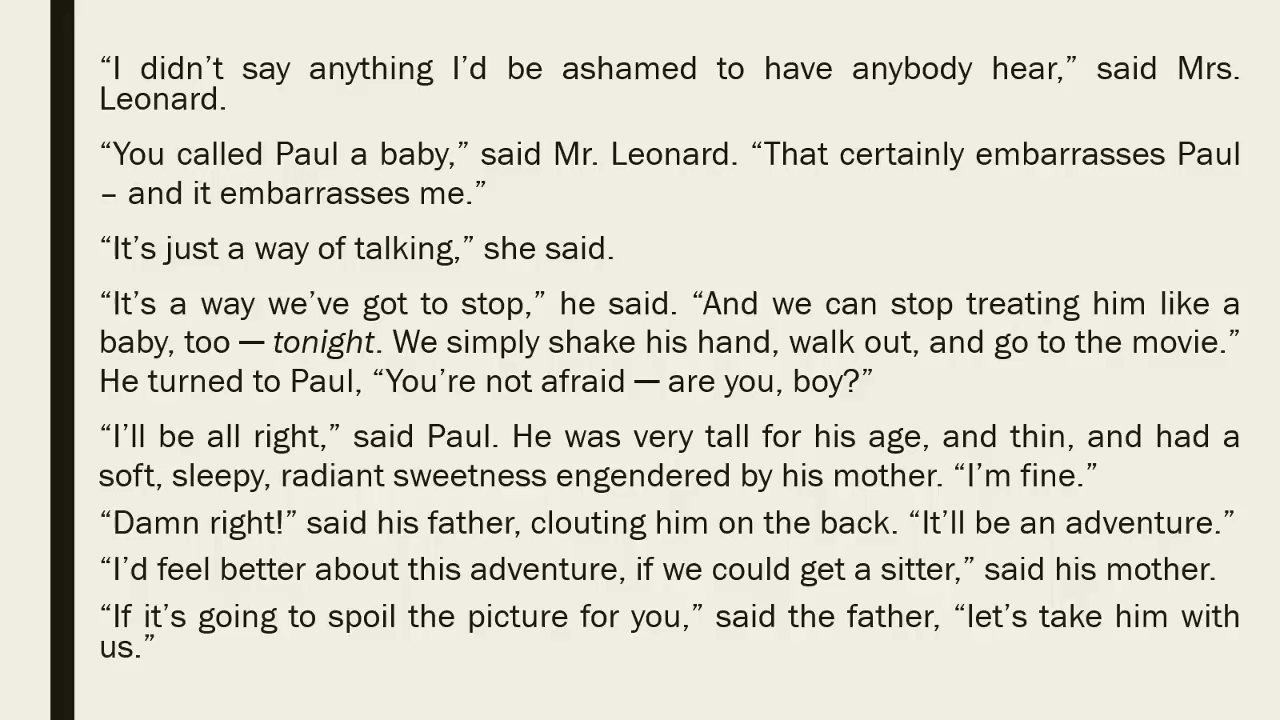 “I didn’t say anything I’d be ashamed to have anybody hear,” said Mrs.
Leonard.
“You called Paul a baby,” said Mr. Leonard. “That certainly embarrasses Paul
– and it embarrasses me.”
“It’s just a way of talking,” she said.
“It’s a way we’ve got to stop,” he said. “And we can stop treating him like a
baby, too — tonight. We simply shake his hand, walk out, and go to the movie.”
He turned to Paul, “You’re not afraid — are you, boy?”
“I’ll be all right,” said Paul. He was very tall for his age, and thin, and had a
soft, sleepy, radiant sweetness engendered by his mother. “I’m fine.”
“Damn right!” said his father, clouting him on the back. “It’ll be an adventure.”
“I’d feel better about this adventure, if we could get a sitter,” said his mother.
“If it’s going to spoil the picture for you,” said the father, “let’s take him with
us.”